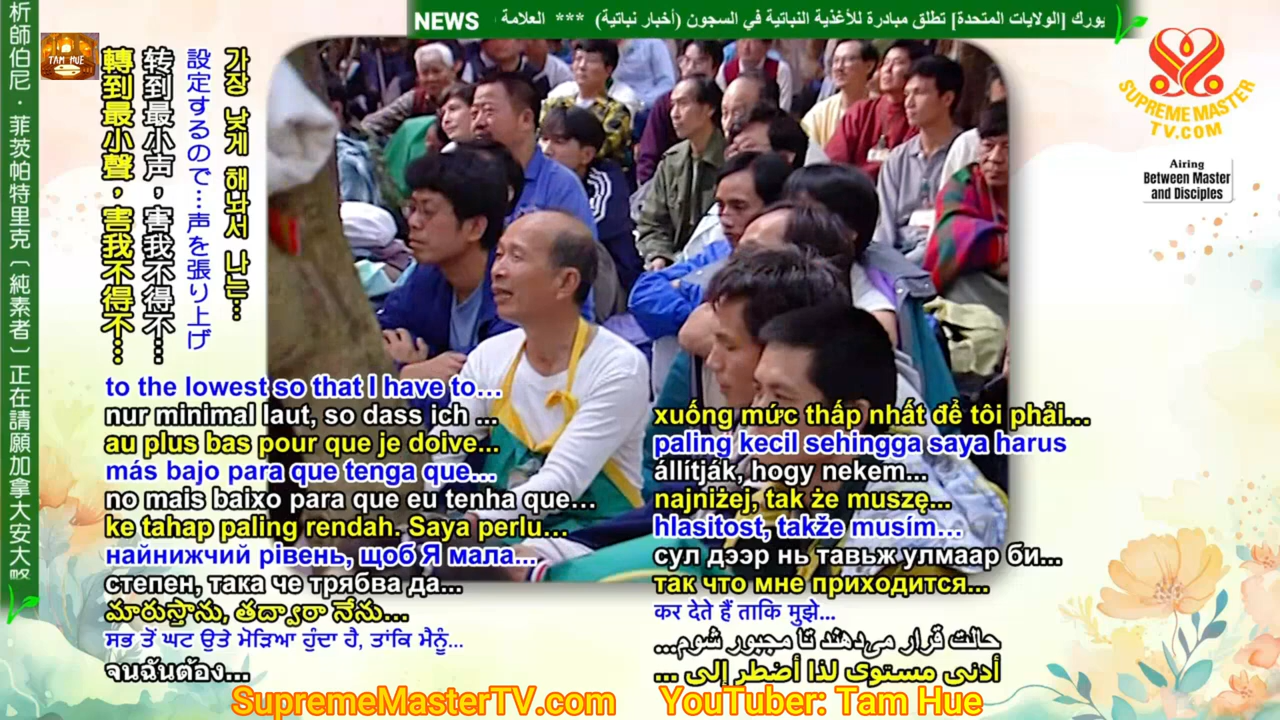 NEWS
يورك [الولايات المتحدة] تطلق مبادرة للأغذية النباتية في السجون (أخبار نباتية) *** العلامة
析師伯尼·菲茨帕特里克〔純素者〕正在請願加拿大安大
TAM HUE
轉到最小聲，害我不得不…
转到最小声，害我不得不…
設定するので…声を張り上げ
가장 낮게 해놔서 나는…
SUPREME MASTER
TV.COM
Airing
Between Master
and Disciples
to the lowest so that I have to…
nur minimal laut, so dass ich ...
au plus bas pour que je doive...
más bajo para que tenga que...
no mais baixo para que eu tenha que…
ke tahap paling rendah. Saya perlu…
найнижчий рівень, щоб Я мала...
степен, така че трябва да...
మారుస్తాను, తద్వారా నేను...
ਸਭ ਤੋਂ ਘਟ ਉਤੇ ਮੋੜਿਆ ਹੁੰਦਾ ਹੈ, ਤਾਂਕਿ ਮੈਨੂੰ...
จนฉันต้อง...
xuống mức thấp nhất để tôi phải...
paling kecil sehingga saya harus
állítják, hogy nekem...
najniżej, tak że muszę...
hlasitost, takže musím…
сул дээр нь тавьж улмаар би...
так что мне приходится...
कर देते हैं ताकि मुझे...
حالت قرار می‌دهند تا مجبور شوم...
أدنى مستوى لذا أضطر إلى ...
SupremeMasterTV.com
YouTuber: Tam Hue